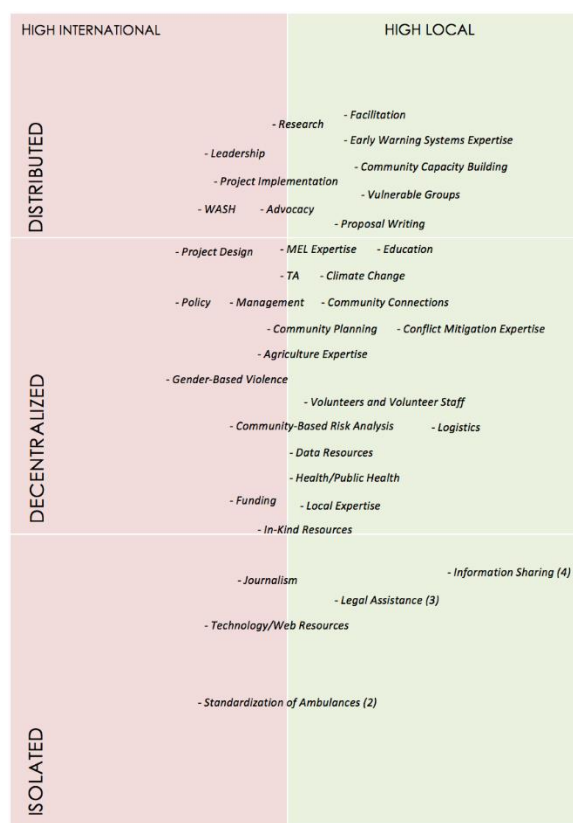 HIGH INTERNATIONAL
HIGH LOCAL
DISTRIBUTED
- Facilitation
- Research
- Early Warning Systems Expertise
- Leadership
- Community Capacity Building
- Project Implementation
- Vulnerable Groups
- WASH
- Advocacy
- Proposal Writing
DECENTRALIZED
- Project Design
- MEL Expertise
- Education
- TA
- Climate Change
- Policy
- Management
- Community Connections
- Community Planning
- Conflict Mitigation Expertise
- Agriculture Expertise
- Gender-Based Violence
- Volunteers and Volunteer Staff
- Community-Based Risk Analysis
- Logistics
- Data Resources
- Health/Public Health
- Funding
- Local Expertise
- In-Kind Resources
ISOLATED
- Information Sharing (4)
- Journalism
- Legal Assistance (3)
- Technology/Web Resources
- Standardization of Ambulances (2)